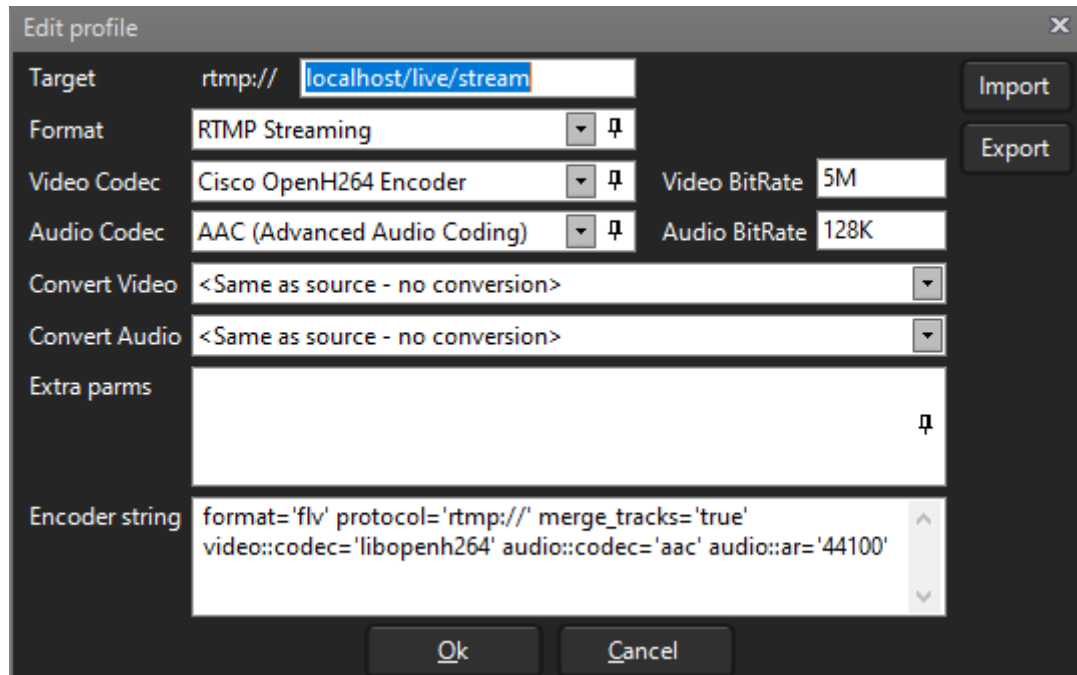 Edit profile
Target rtmp:// localhost/live/stream
Import
Format RTMP Streaming
Export
Video Codec Cisco OpenH264 Encoder Video BitRate 5M
Audio Codec AAC (Advanced Audio Coding) Audio BitRate 128K
Convert Video <Same as source - no conversion>
Convert Audio <Same as source - no conversion>
Extra parms
Encoder string format='flv' protocol='rtmp://' merge_tracks='true'
video::codec='libopenh264' audio::codec='aac' audio::ar='44100'
Ok Cancel